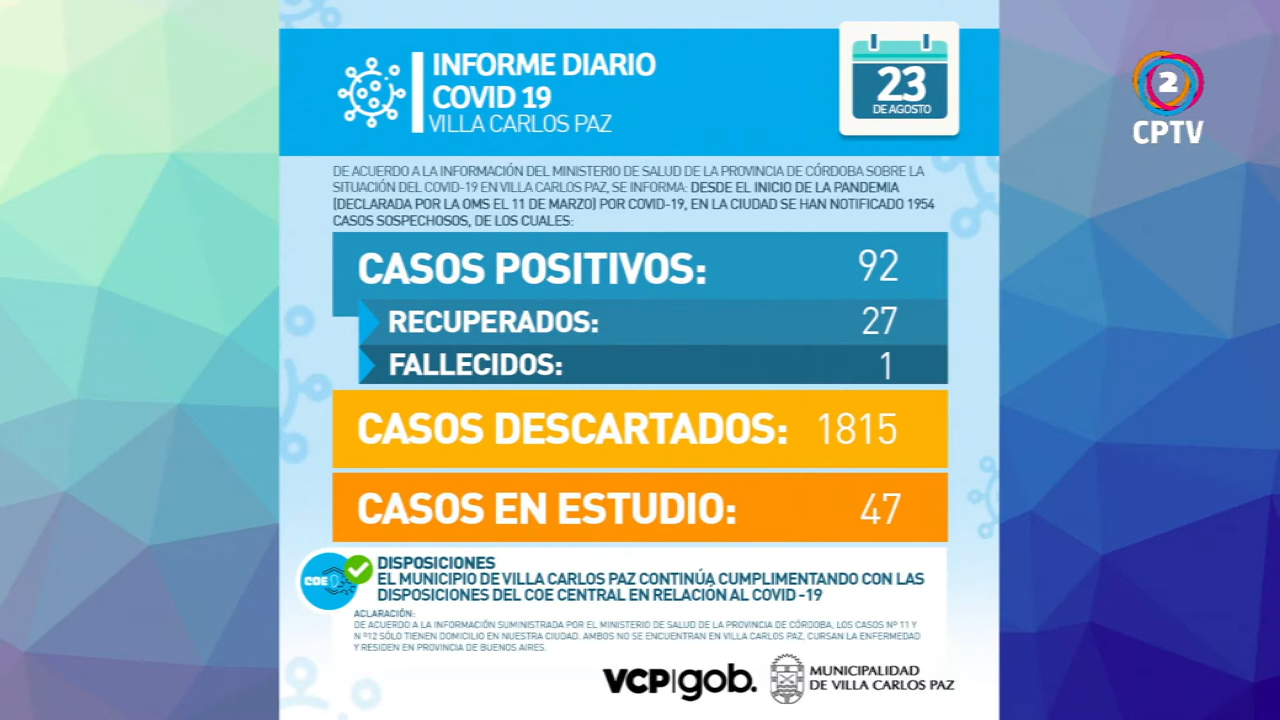 INFORME DIARIO
COVID 19
VILLA CARLOS PAZ
23
DE AGOSTO
2
CPTV
DE ACUERDO A LA INFORMACIÓN DEL MINISTERIO DE SALUD DE LA PROVINCIA DE CÓRDOBA SOBRE LA
SITUACIÓN DEL COVID-19 EN VILLA CARLOS PAZ, SE INFORMA: DESDE EL INICIO DE LA PANDEMIA
(DECLARADA POR LA OMS EL 11 DE MARZO) POR COVID-19, EN LA CIUDAD SE HAN NOTIFICADO 1954
CASOS SOSPECHOSOS, DE LOS CUALES:
CASOS POSITIVOS: 92
RECUPERADOS: 27
FALLECIDOS: 1
CASOS DESCARTADOS: 1815
CASOS EN ESTUDIO: 47
COE
DISPOSICIONES
EL MUNICIPIO DE VILLA CARLOS PAZ CONTINÚA CUMPLIMENTANDO CON LAS
DISPOSICIONES DEL COE CENTRAL EN RELACIÓN AL COVID -19
ACLARACIÓN:
DE ACUERDO A LA INFORMACIÓN SUMINISTRADA POR EL MINISTERIO DE SALUD DE LA PROVINCIA DE CÓRDOBA, LOS CASOS Nº 11 Y
N º12 SÓLO TIENEN DOMICILIO EN NUESTRA CIUDAD. AMBOS NO SE ENCUENTRAN EN VILLA CARLOS PAZ, CURSAN LA ENFERMEDAD
Y RESIDEN EN PROVINCIA DE BUENOS AIRES.
VCP|gob.
MUNICIPALIDAD
DE VILLA CARLOS PAZ